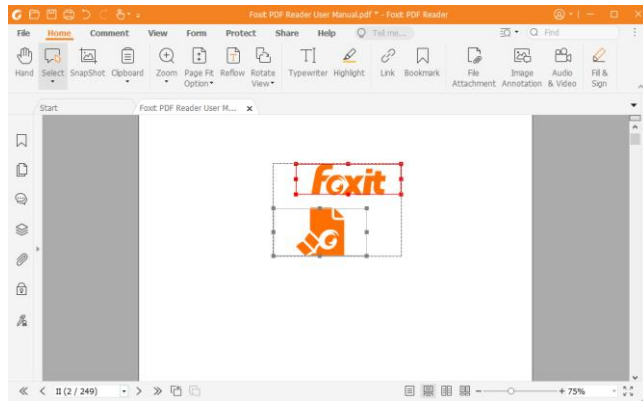 Foxit PDF Reader User Manual.pdf * - Foxit PDF Reader
File Home Comment View Form Protect Share Help Tell me... Find
Hand Select SnapShot Clipboard Zoom Page Fit Option Reflow Rotate View Typewriter Highlight Link Bookmark File Attachment Image Annotation Audio & Video Fill & Sign
Start Foxit PDF Reader User M...
foxit
II (2 / 249) + 75%